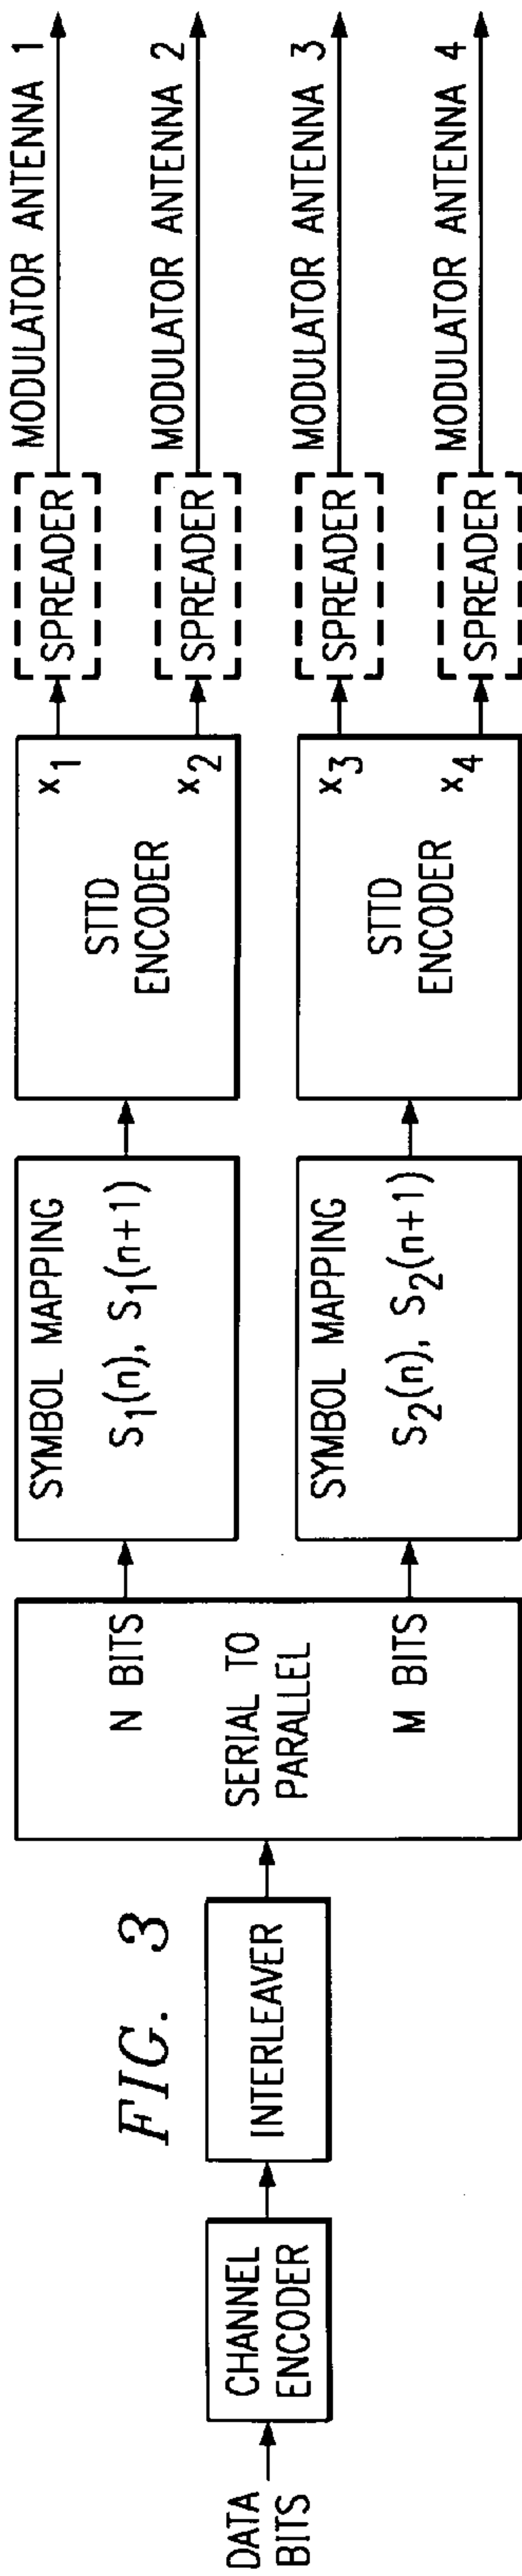 DATA
BITS
CHANNEL
ENCODER
INTERLEAVER
FIG. 3
SERIAL TO
PARALLEL
N BITS
M BITS
SYMBOL MAPPING
S₁(n), S₁(n+1)
SYMBOL MAPPING
S₂(n), S₂(n+1)
STTD
ENCODER
x₁
x₂
STTD
ENCODER
x₃
x₄
SPREADER
MODULATOR ANTENNA 1
SPREADER
MODULATOR ANTENNA 2
SPREADER
MODULATOR ANTENNA 3
SPREADER
MODULATOR ANTENNA 4